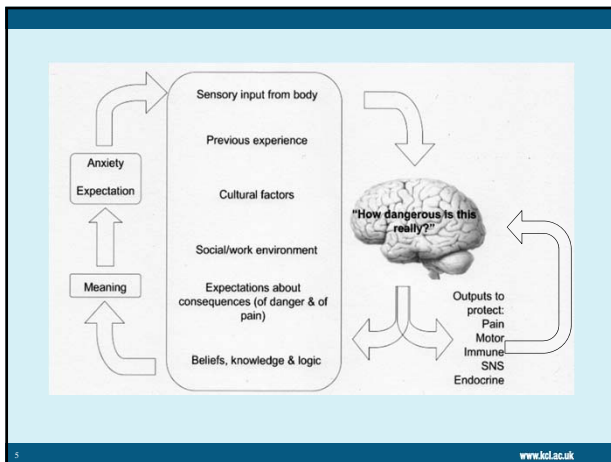 Sensory input from body
Previous experience
Cultural factors
Social/work environment
Expectations about
consequences (of danger & of
pain)
Beliefs, knowledge & logic
Meaning
Anxiety
Expectation
"How dangerous is this
really?"
Outputs to
protect:
Pain
Motor
Immune
SNS
Endocrine
5
www.kcl.ac.uk